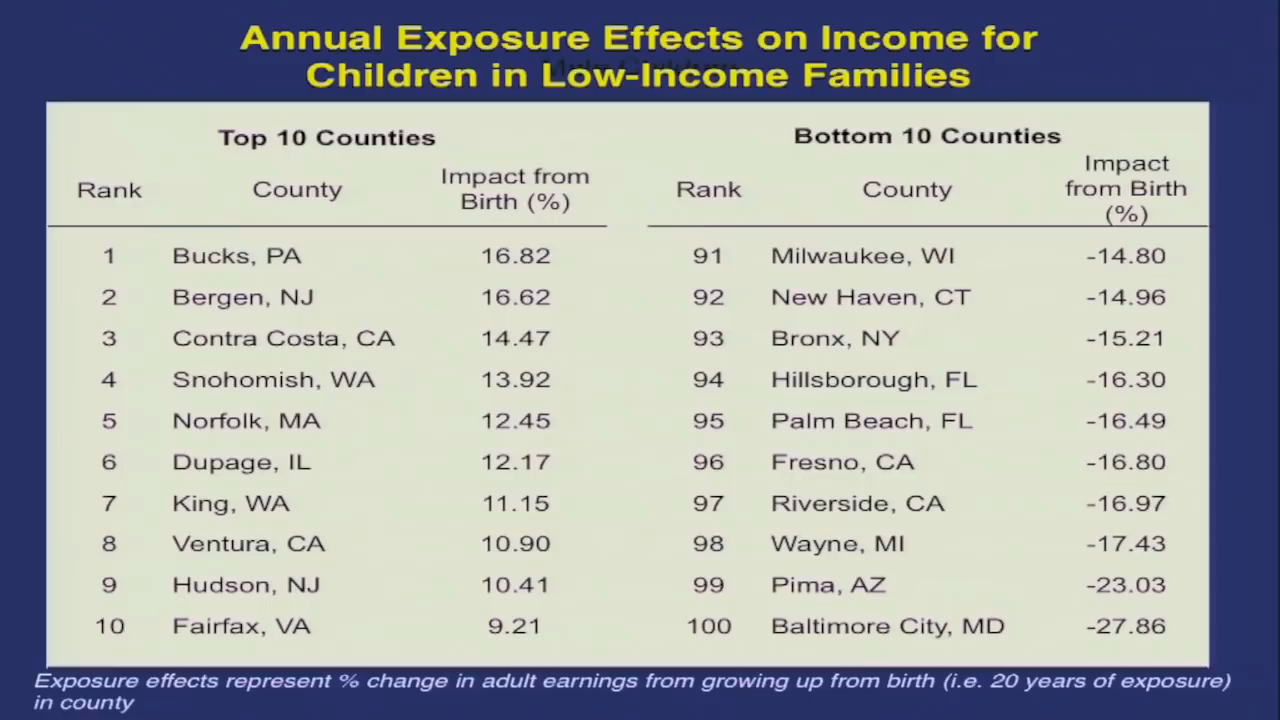 Annual Exposure Effects on Income for
Children in Low-Income Families
Top 10 Counties
Rank County Impact from Birth (%)
1 Bucks, PA 16.82
2 Bergen, NJ 16.62
3 Contra Costa, CA 14.47
4 Snohomish, WA 13.92
5 Norfolk, MA 12.45
6 Dupage, IL 12.17
7 King, WA 11.15
8 Ventura, CA 10.90
9 Hudson, NJ 10.41
10 Fairfax, VA 9.21
Bottom 10 Counties
Rank County Impact from Birth (%)
91 Milwaukee, WI -14.80
92 New Haven, CT -14.96
93 Bronx, NY -15.21
94 Hillsborough, FL -16.30
95 Palm Beach, FL -16.49
96 Fresno, CA -16.80
97 Riverside, CA -16.97
98 Wayne, MI -17.43
99 Pima, AZ -23.03
100 Baltimore City, MD -27.86
Exposure effects represent % change in adult earnings from growing up from birth (i.e. 20 years of exposure)
in county